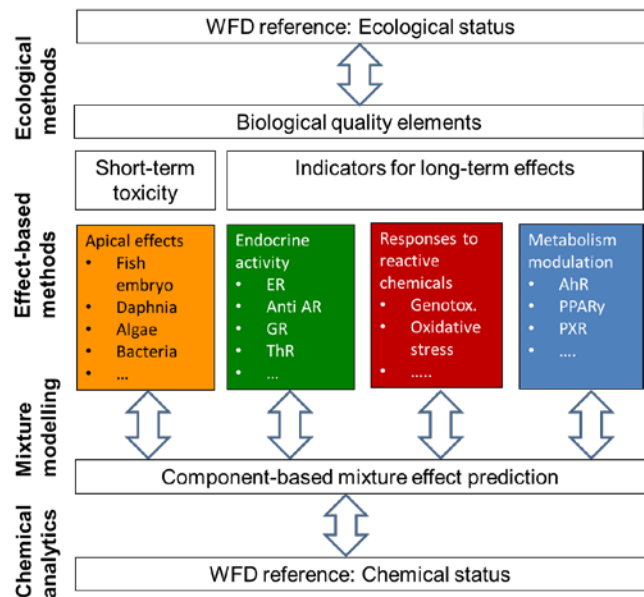 Ecological
methods
WFD reference: Ecological status
Biological quality elements
Effect-based
methods
Short-term
toxicity
Indicators for long-term effects
Apical effects
• Fish
embryo
• Daphnia
• Algae
• Bacteria
• ...
Endocrine
activity
• ER
• Anti AR
• GR
• ThR
• ...
Responses to
reactive
chemicals
• Genotox.
• Oxidative
stress
• .....
Metabolism
modulation
• AhR
• PPARy
• PXR
• ....
Mixture
modelling
Component-based mixture effect prediction
Chemical
analytics
WFD reference: Chemical status